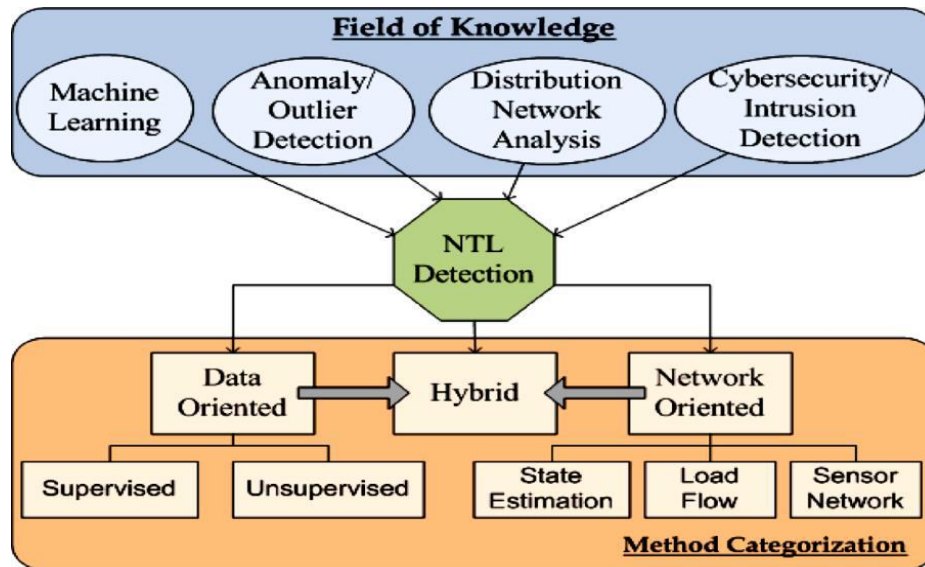 Field of Knowledge
Machine
Learning
Anomaly/
Outlier
Detection
Distribution
Network
Analysis
Cybersecurity/
Intrusion
Detection
NTL
Detection
Data
Oriented
Hybrid
Network
Oriented
Supervised
Unsupervised
State
Estimation
Load
Flow
Sensor
Network
Method Categorization